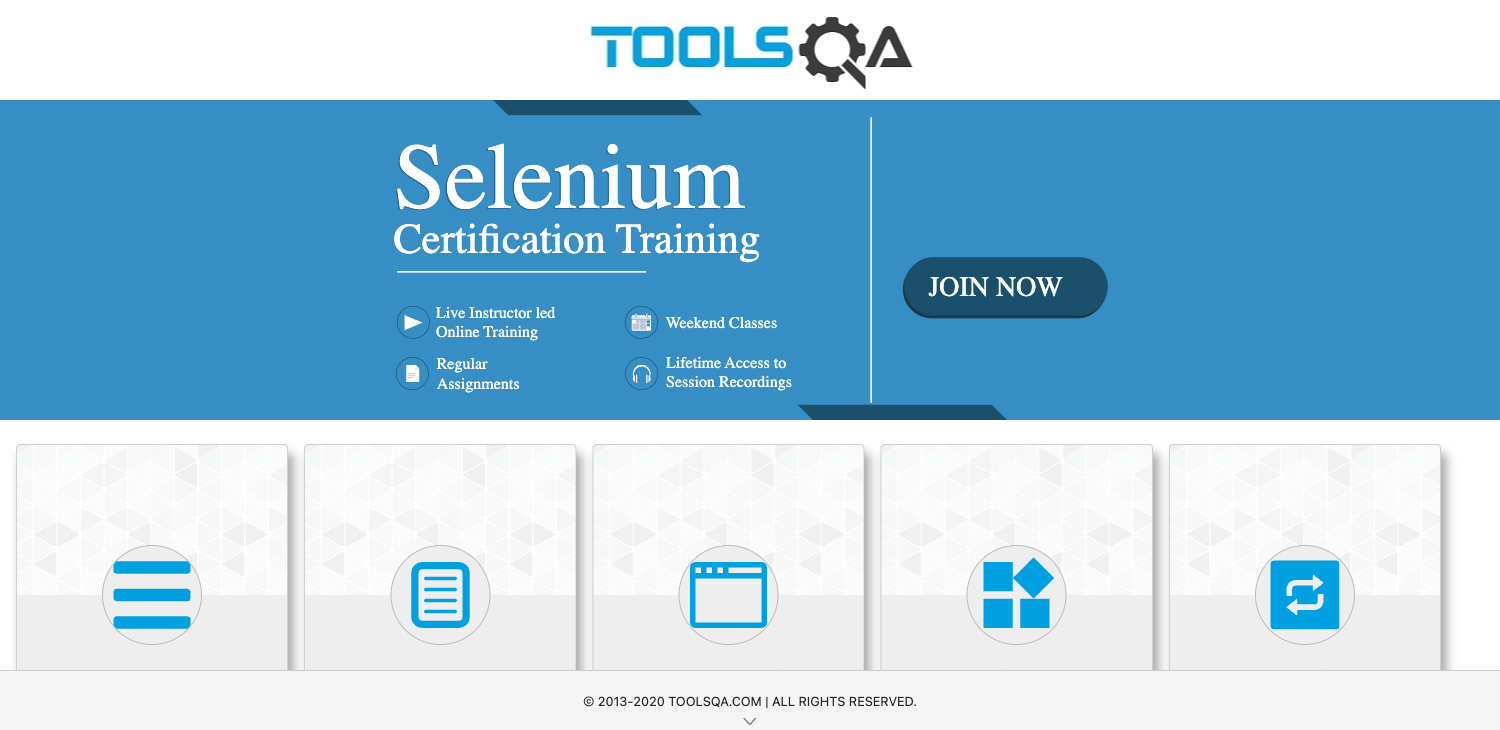 TOOLSQA
Selenium
Certification Training
JOIN NOW
Live Instructor led
Online Training
Weekend Classes
Regular
Assignments
Lifetime Access to
Session Recordings
© 2013-2020 TOOLSQA.COM | ALL RIGHTS RESERVED.